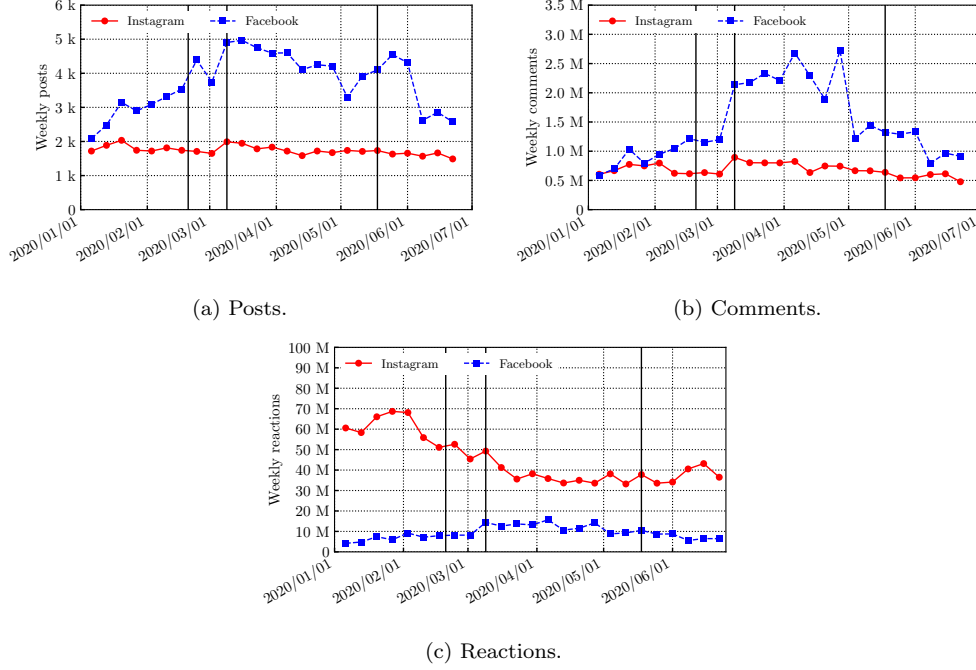 6 k
5 k
4 k
3 k
2 k
1 k
0
Weekly posts
Instagram
Facebook
2020/01/01
2020/02/01
2020/03/01
2020/04/01
2020/05/01
2020/06/01
2020/07/01
(a) Posts.
3.5 M
3.0 M
2.5 M
2.0 M
1.0 M
0.5 M
0
Weekly comments
Instagram
Facebook
2020/01/01
2020/02/01
2020/03/01
2020/04/01
2020/05/01
2020/06/01
2020/07/01
(b) Comments.
100 M
90 M
80 M
70 M
60 M
50 M
40 M
30 M
20 M
10 M
0
Weekly reactions
Instagram
Facebook
2020/01/01
2020/02/01
2020/03/01
2020/04/01
2020/05/01
2020/06/01
(c) Reactions.